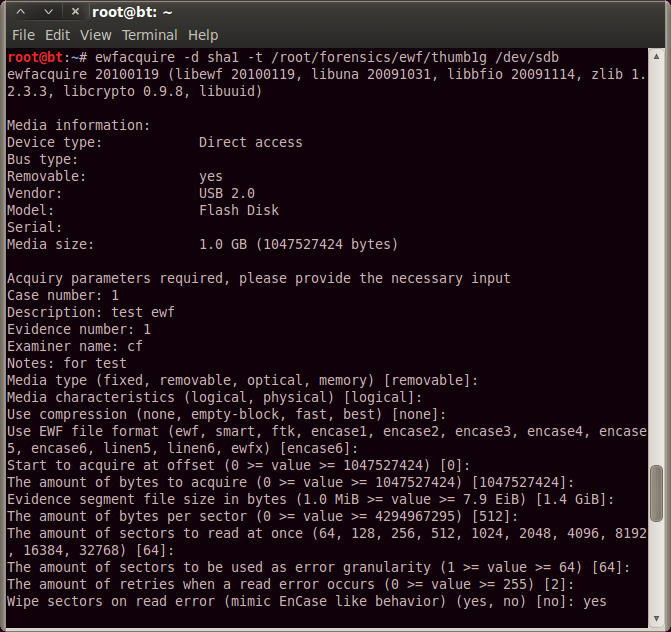 root@bt: ~
File Edit View Terminal Help
root@bt:~# ewfacquire -d sha1 -t /root/forensics/ewf/thumb1g /dev/sdb
ewfacquire 20100119 (libewf 20100119, libuna 20091031, libbfio 20091114, zlib 1.
2.3.3, libcrypto 0.9.8, libuuid)
Media information:
Device type: Direct access
Bus type:
Removable: yes
Vendor: USB 2.0
Model: Flash Disk
Serial:
Media size: 1.0 GB (1047527424 bytes)
Acquiry parameters required, please provide the necessary input
Case number: 1
Description: test ewf
Evidence number: 1
Examiner name: cf
Notes: for test
Media type (fixed, removable, optical, memory) [removable]:
Media characteristics (logical, physical) [logical]:
Use compression (none, empty-block, fast, best) [none]:
Use EWF file format (ewf, smart, ftk, encase1, encase2, encase3, encase4, encase
5, encase6, linen5, linen6, ewfx) [encase6]:
Start to acquire at offset (0 >= value >= 1047527424) [0]:
The amount of bytes to acquire (0 >= value >= 1047527424) [1047527424]:
Evidence segment file size in bytes (1.0 MiB >= value >= 7.9 EiB) [1.4 GiB]:
The amount of bytes per sector (0 >= value >= 4294967295) [512]:
The amount of sectors to read at once (64, 128, 256, 512, 1024, 2048, 4096, 8192
, 16384, 32768) [64]:
The amount of sectors to be used as error granularity (1 >= value >= 64) [64]:
The amount of retries when a read error occurs (0 >= value >= 255) [2]:
Wipe sectors on read error (mimic EnCase like behavior) (yes, no) [no]: yes